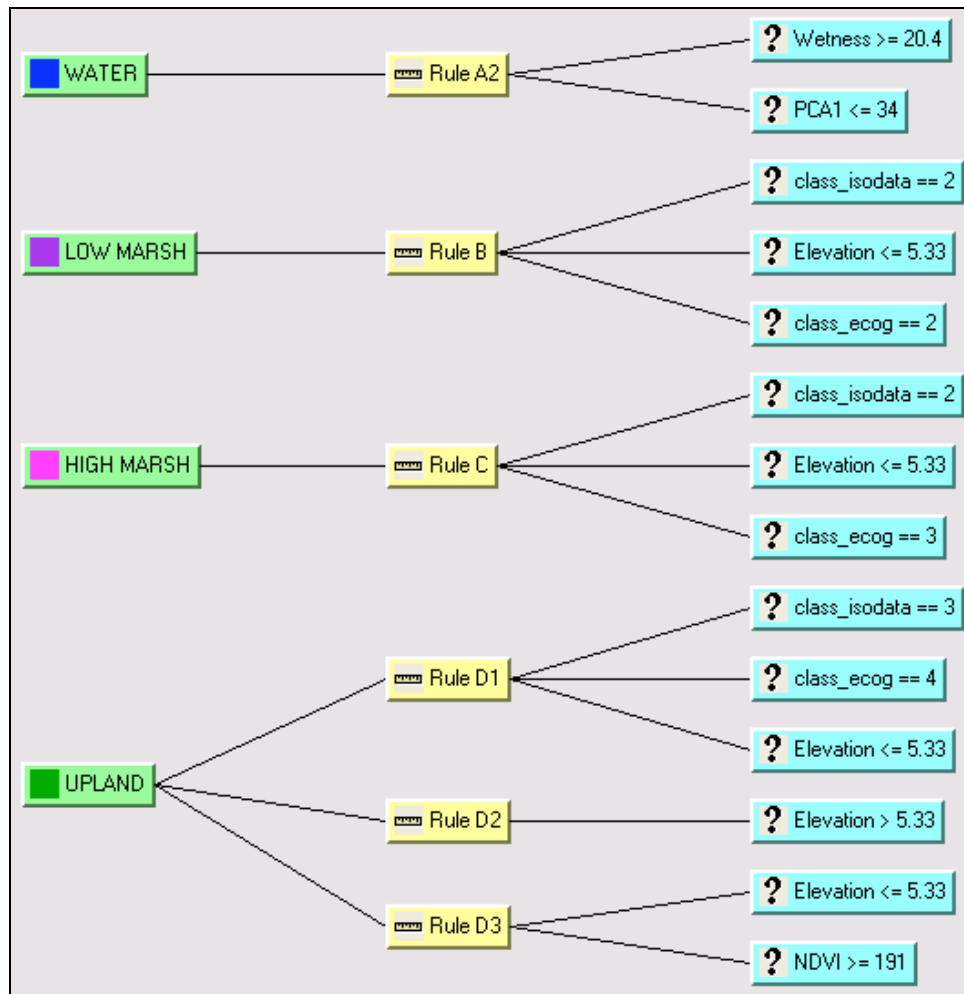 WATER
Rule A2
? Wetness >= 20.4
? PCA1 <= 34
LOW MARSH
Rule B
? class_isodata == 2
? Elevation <= 5.33
? class_ecog == 2
HIGH MARSH
Rule C
? class_isodata == 2
? Elevation <= 5.33
? class_ecog == 3
UPLAND
Rule D1
? class_isodata == 3
? class_ecog == 4
? Elevation <= 5.33
Rule D2
? Elevation > 5.33
Rule D3
? Elevation <= 5.33
? NDVI >= 191